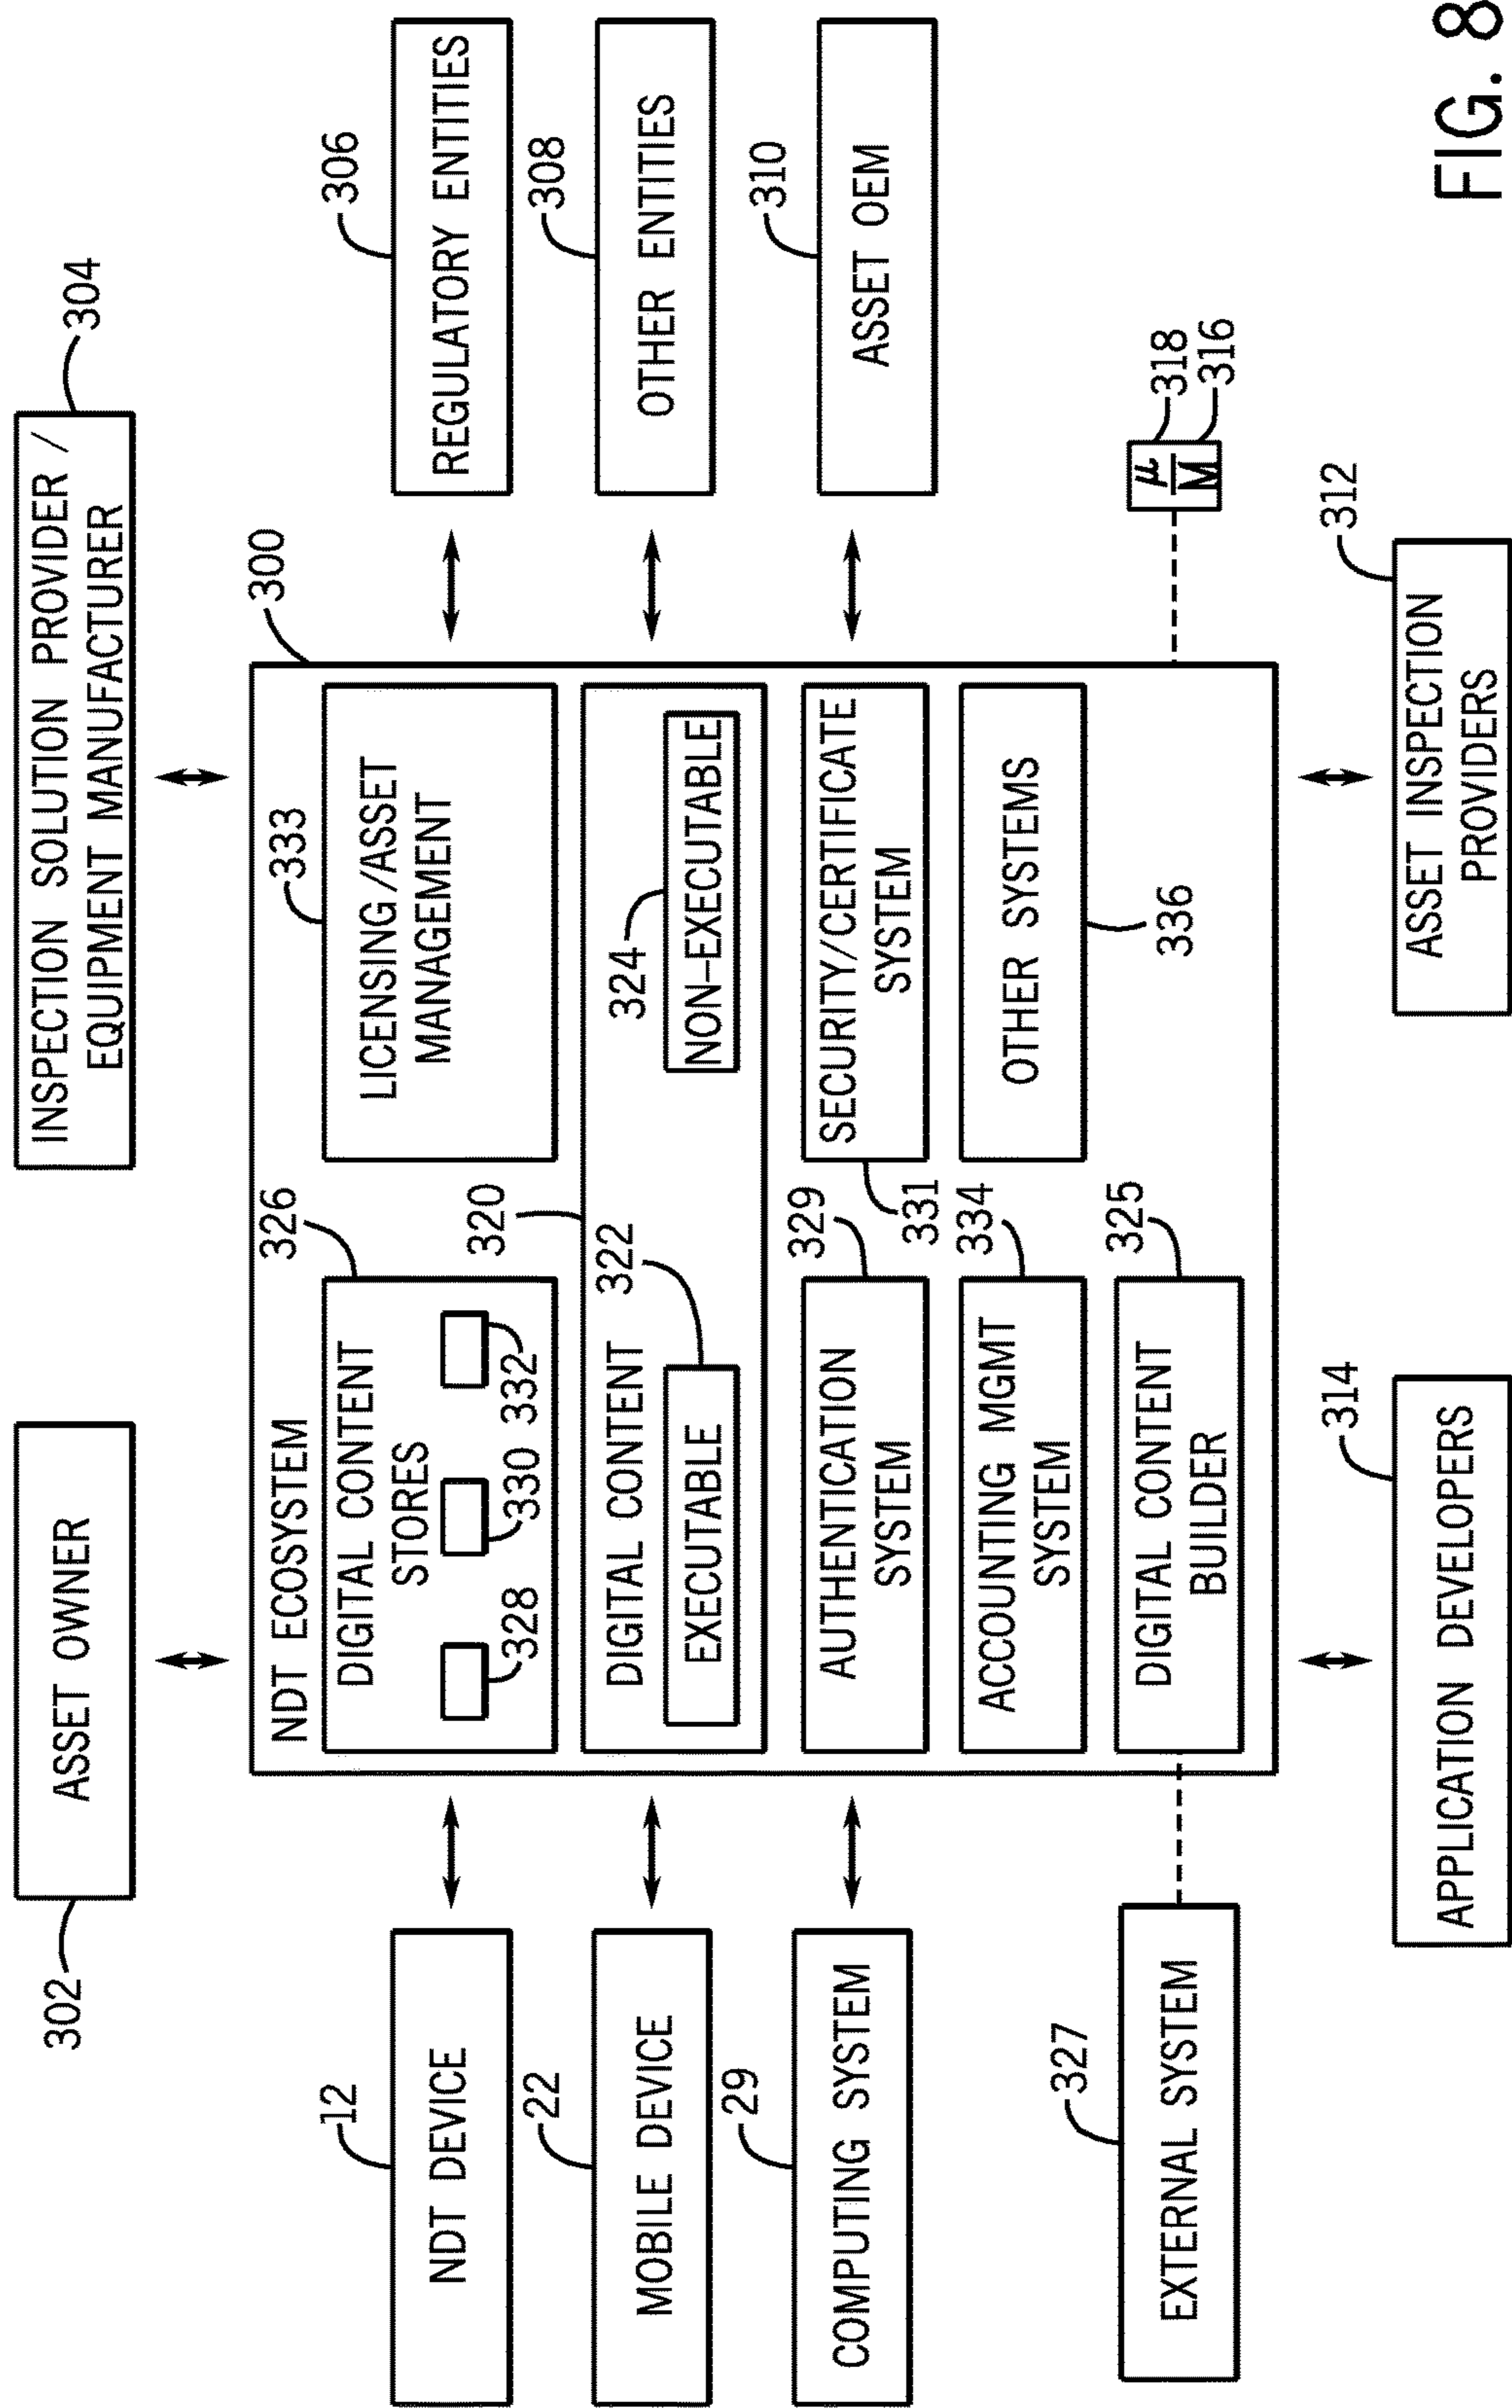 302
ASSET OWNER
INSPECTION SOLUTION PROVIDER /
EQUIPMENT MANUFACTURER
304
12
NDT DEVICE
22
MOBILE DEVICE
29
COMPUTING SYSTEM
327
EXTERNAL SYSTEM
300
NDT ECOSYSTEM
326
DIGITAL CONTENT
STORES
328
330
332
333
LICENSING/ASSET
MANAGEMENT
320
DIGITAL CONTENT
322
EXECUTABLE
324
NON-EXECUTABLE
329
AUTHENTICATION
SYSTEM
331
SECURITY/CERTIFICATE
SYSTEM
334
ACCOUNTING MGMT
SYSTEM
OTHER SYSTEMS
336
325
DIGITAL CONTENT
BUILDER
306
REGULATORY ENTITIES
308
OTHER ENTITIES
310
ASSET OEM
μ
M
318
316
314
APPLICATION DEVELOPERS
312
ASSET INSPECTION
PROVIDERS
FIG. 8